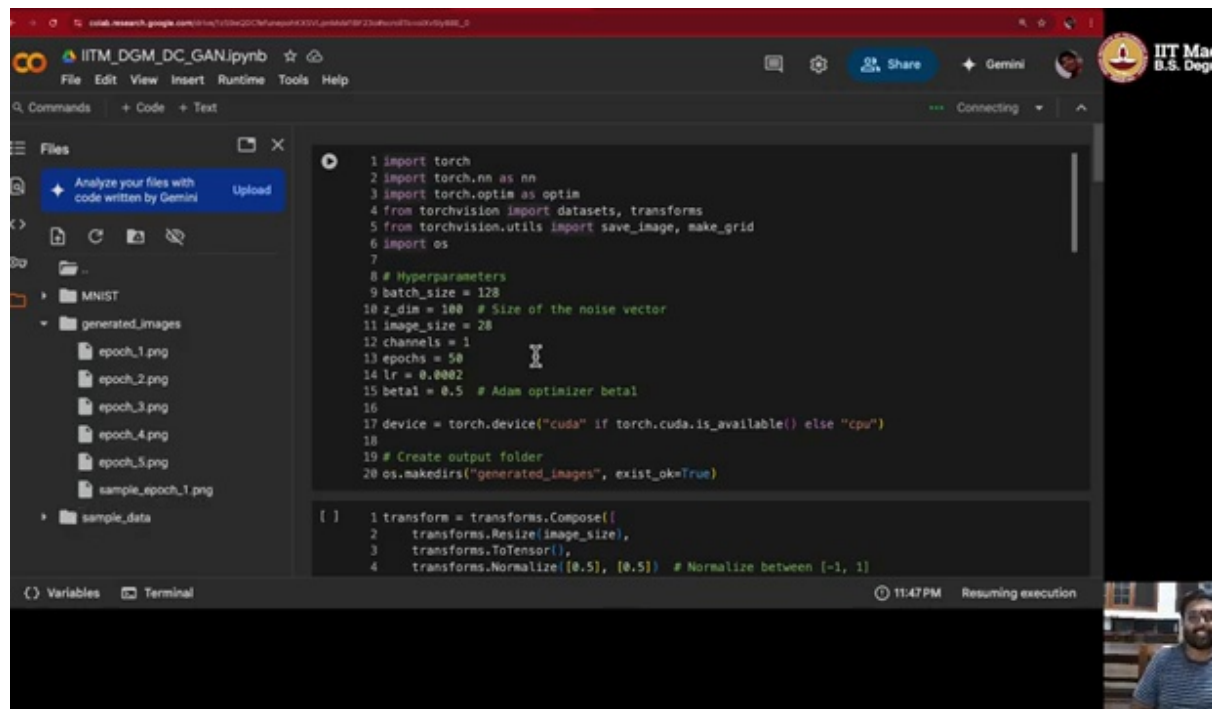 IITM_DGM_DC_GAN.ipynb
File Edit View Insert Runtime Tools Help
Share
Gemini
IIT Mad
B.S. Degr
Commands + Code + Text
Connecting
Files
Analyze your files with
code written by Gemini
Upload
..
MNIST
generated_images
epoch_1.png
epoch_2.png
epoch_3.png
epoch_4.png
epoch_5.png
sample_epoch_1.png
sample_data
1 import torch
2 import torch.nn as nn
3 import torch.optim as optim
4 from torchvision import datasets, transforms
5 from torchvision.utils import save_image, make_grid
6 import os
7
8 # Hyperparameters
9 batch_size = 128
10 z_dim = 100 # Size of the noise vector
11 image_size = 28
12 channels = 1
13 epochs = 50
14 lr = 0.0002
15 beta1 = 0.5 # Adam optimizer beta1
16
17 device = torch.device("cuda" if torch.cuda.is_available() else "cpu")
18
19 # Create output folder
20 os.makedirs("generated_images", exist_ok=True)
[ ] 1 transform = transforms.Compose([
2 transforms.Resize(image_size),
3 transforms.ToTensor(),
4 transforms.Normalize([0.5], [0.5]) # Normalize between [-1, 1]
Variables Terminal
11:47 PM Resuming execution